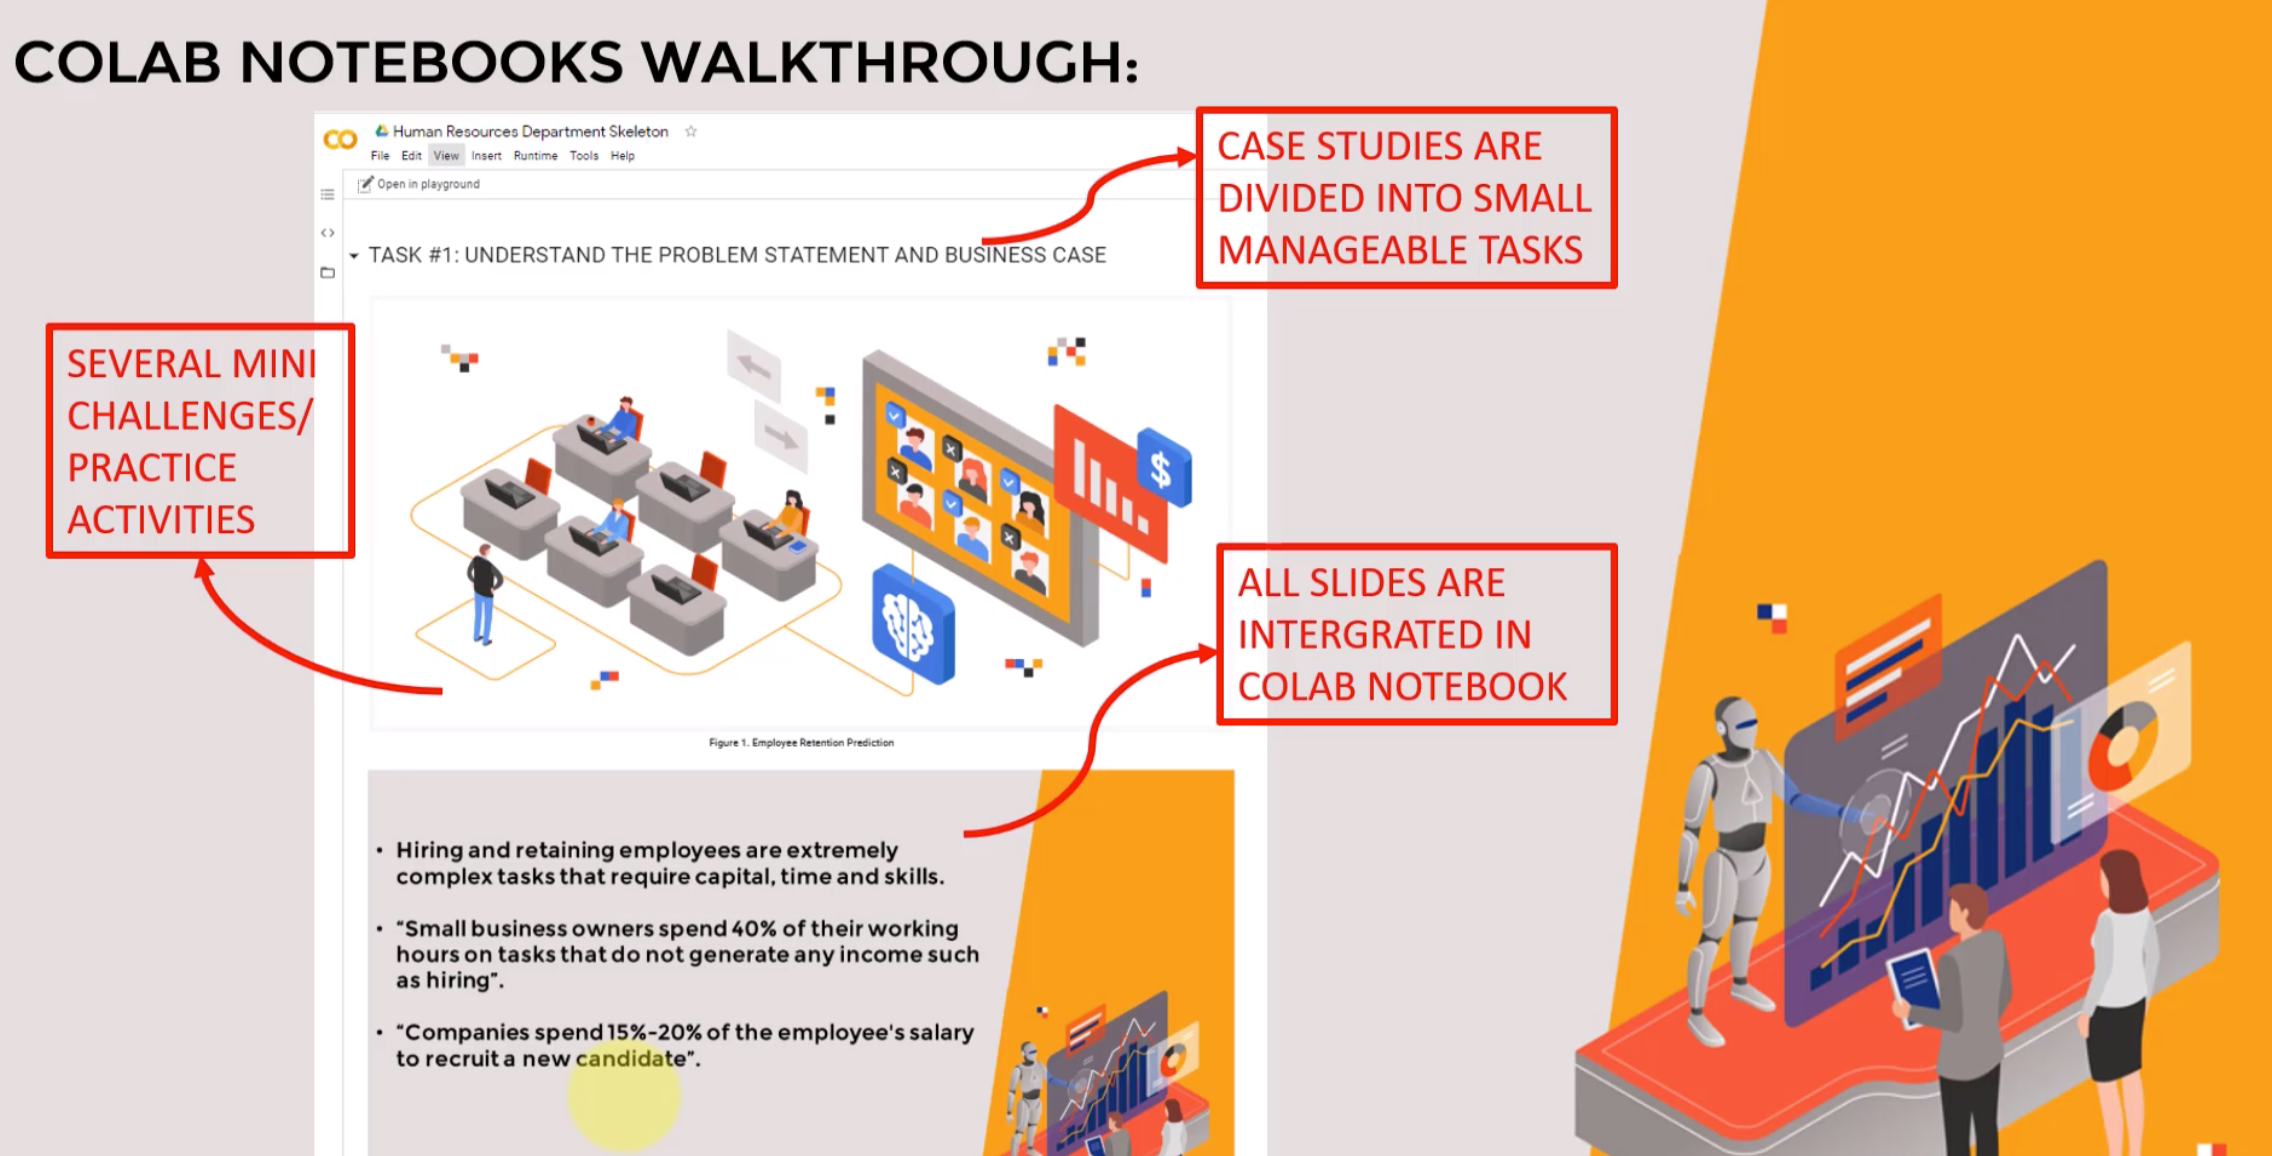 COLAB NOTEBOOKS WALKTHROUGH:
CO
Human Resources Department Skeleton
File Edit View Insert Runtime Tools Help
Open in playground
CASE STUDIES ARE
DIVIDED INTO SMALL
MANAGEABLE TASKS
TASK #1: UNDERSTAND THE PROBLEM STATEMENT AND BUSINESS CASE
SEVERAL MINI
CHALLENGES/
PRACTICE
ACTIVITIES
$
ALL SLIDES ARE
INTERGRATED IN
COLAB NOTEBOOK
Figure 1. Employee Retention Prediction
• Hiring and retaining employees are extremely
complex tasks that require capital, time and skills.
• “Small business owners spend 40% of their working
hours on tasks that do not generate any income such
as hiring”.
• “Companies spend 15%-20% of the employee's salary
to recruit a new candidate”.